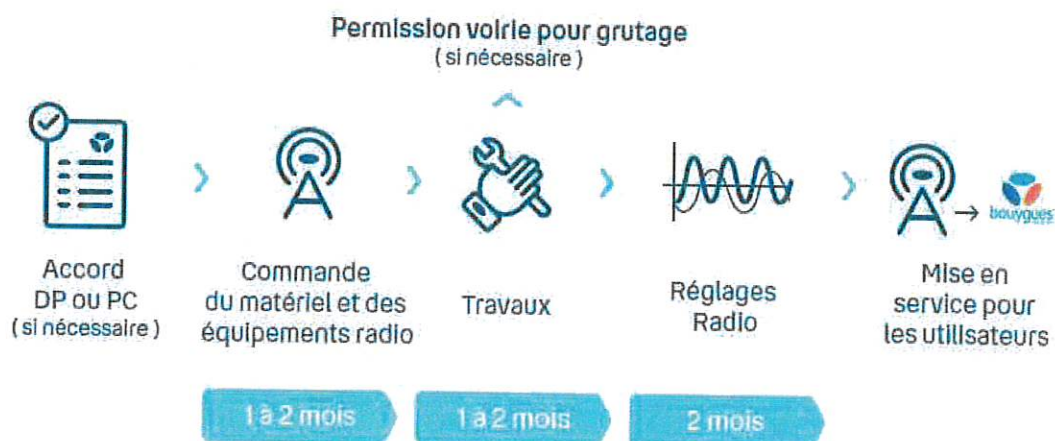 Permission voirie pour grutage
( si nécessaire )
Accord
DP ou PC
( si nécessaire )
Commande
du matériel et des
équipements radio
Travaux
Réglages
Radio
bouygues
Mise en
service pour
les utilisateurs
1 à 2 mois
1 à 2 mois
2 mois